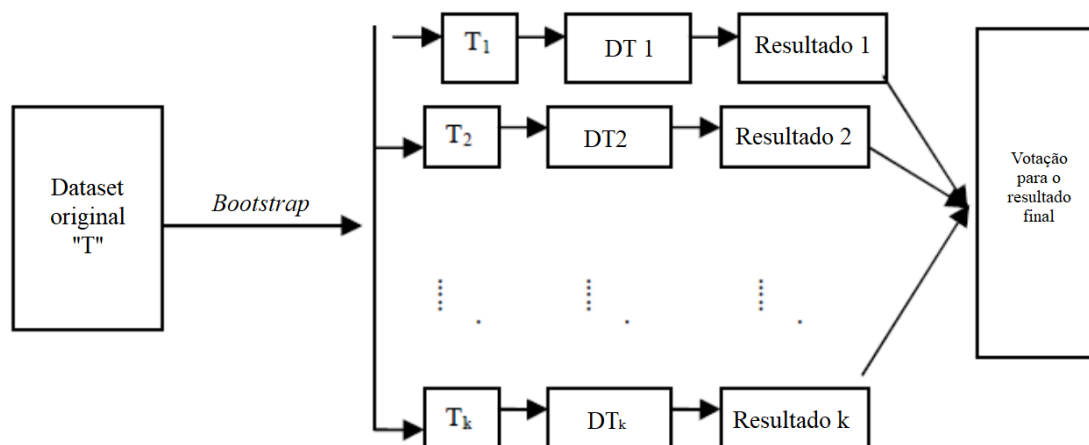 Dataset
original
"T"
Bootstrap
T1
DT 1
Resultado 1
T2
DT2
Resultado 2
Tk
DTk
Resultado k
Votação
para o
resultado
final